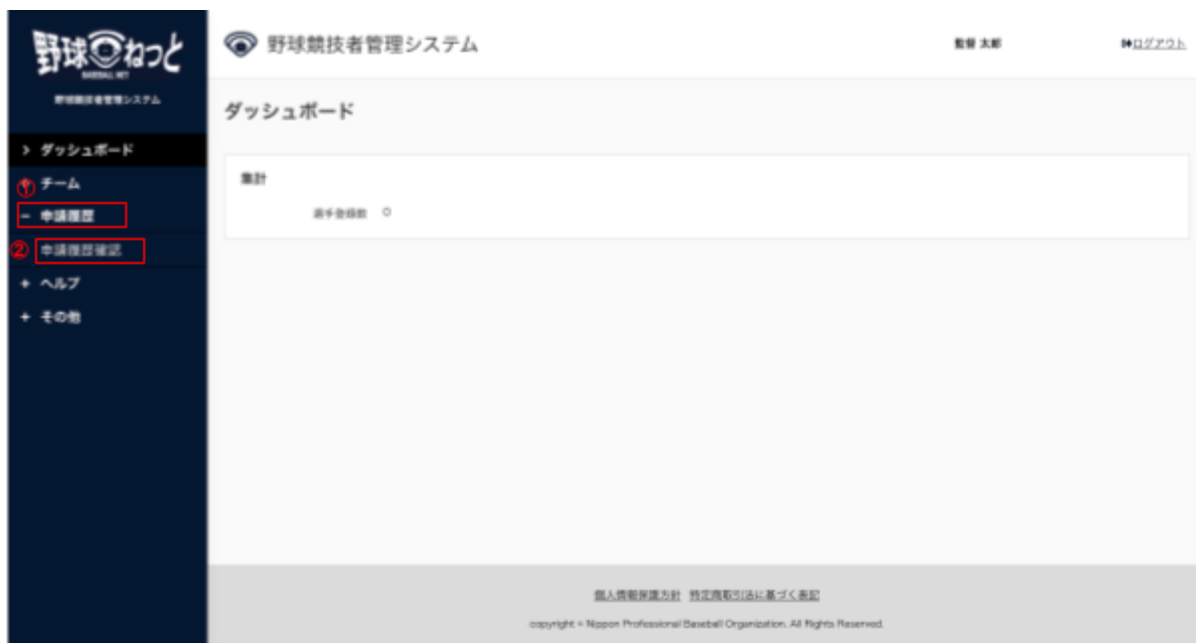 野球ねっと
BASEBALL NET
野球競技者管理システム
> ダッシュボード
① チーム
− 申請履歴
② 申請履歴確認
+ ヘルプ
+ その他
野球競技者管理システム
監督 太郎
ログアウト
ダッシュボード
集計
選手登録数 0
個人情報保護方針 特定商取引法に基づく表記
copyright © Nippon Professional Baseball Organization. All Rights Reserved.